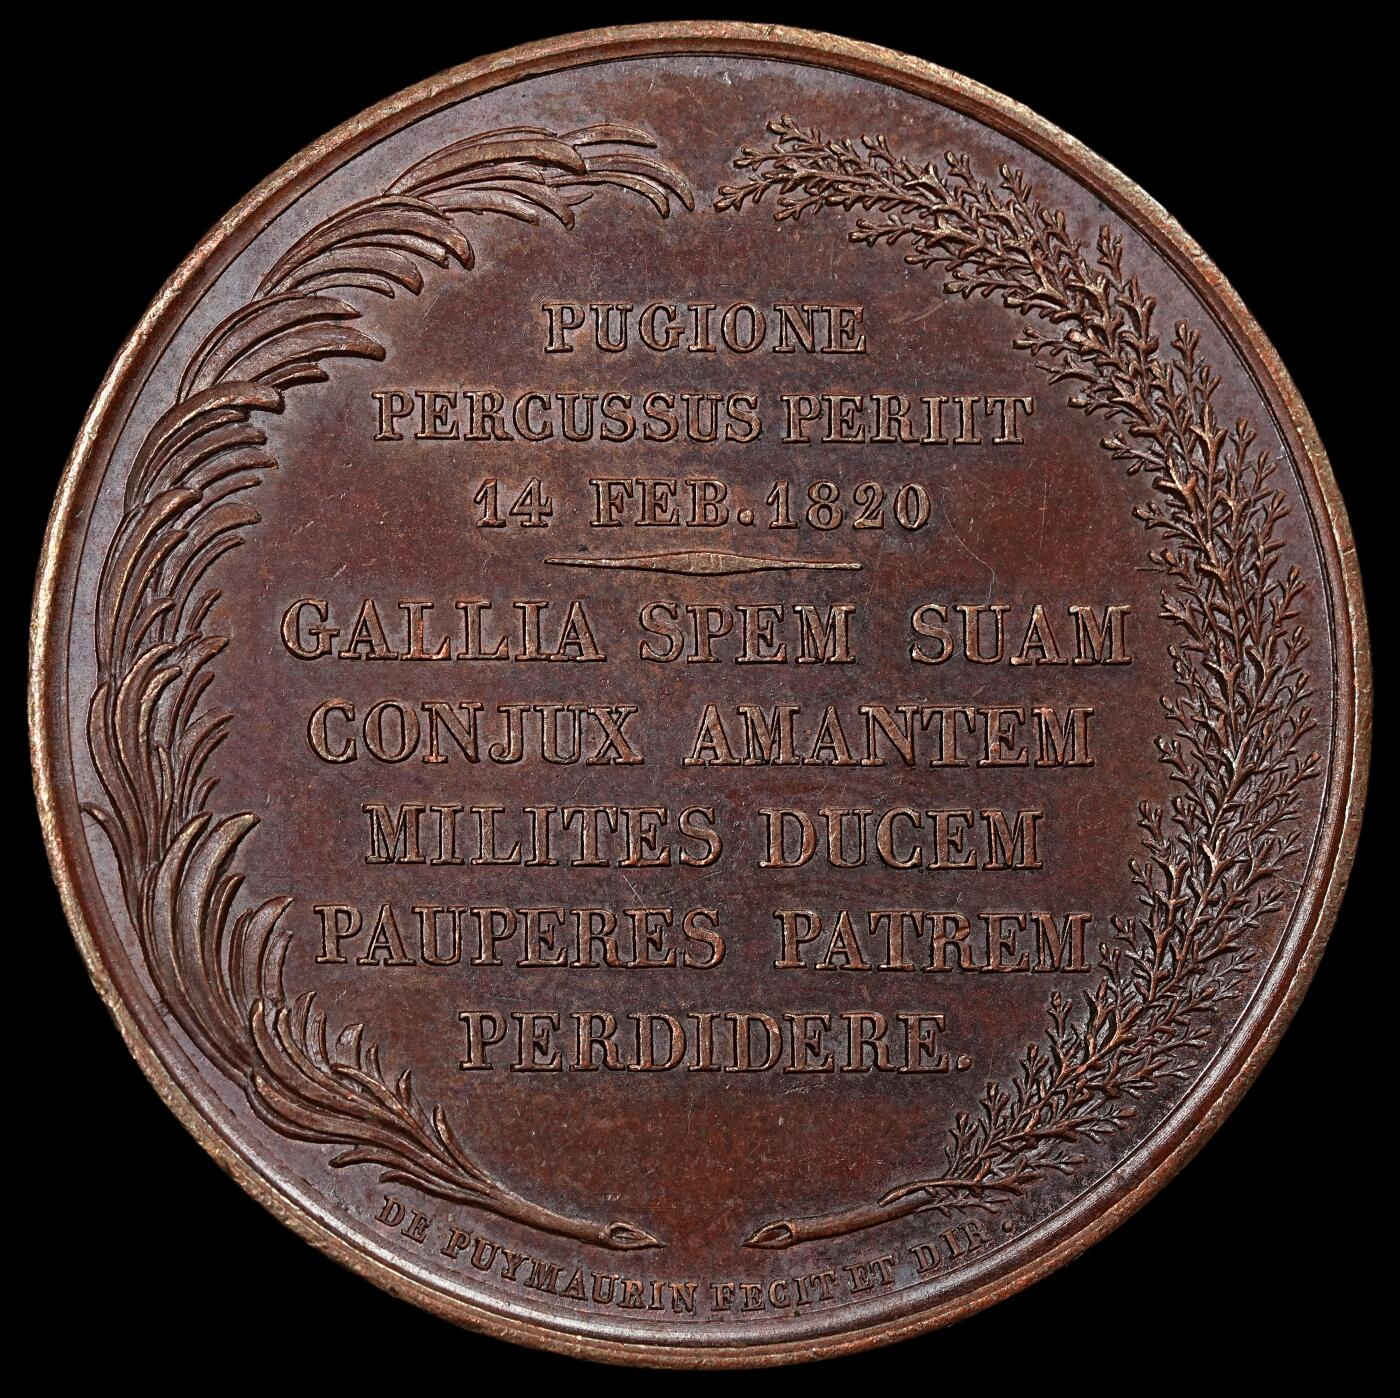 PUGIONE
PERCUSSUS PERIIT
14 FEB. 1820
GALLIA SPEM SUAM
CONJUX AMANTEM
MILITES DUCEM
PAUPERES PATREM
PERDIDERE.
DE PUYMAURIN FECIT ET DIR.